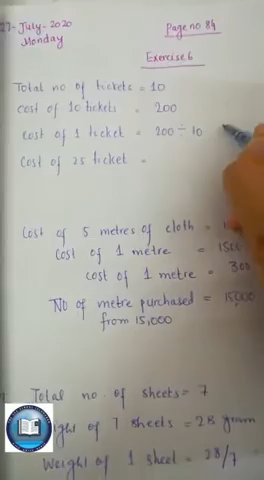 27-July-2020
Monday
Page no 84
Exercise 6
Total no of tickets = 10
Cost of 10 tickets = 200
Cost of 1 ticket = 200 ÷ 10
Cost of 25 ticket =
Cost of 5 metres of cloth =
Cost of 1 metre =
Cost of 1 metre = 300
No of metre purchased = 15,000
from 15,000
Total no. of sheets = 7
of 7 sheets = 28 gram
Weight of 1 sheet = 28/7